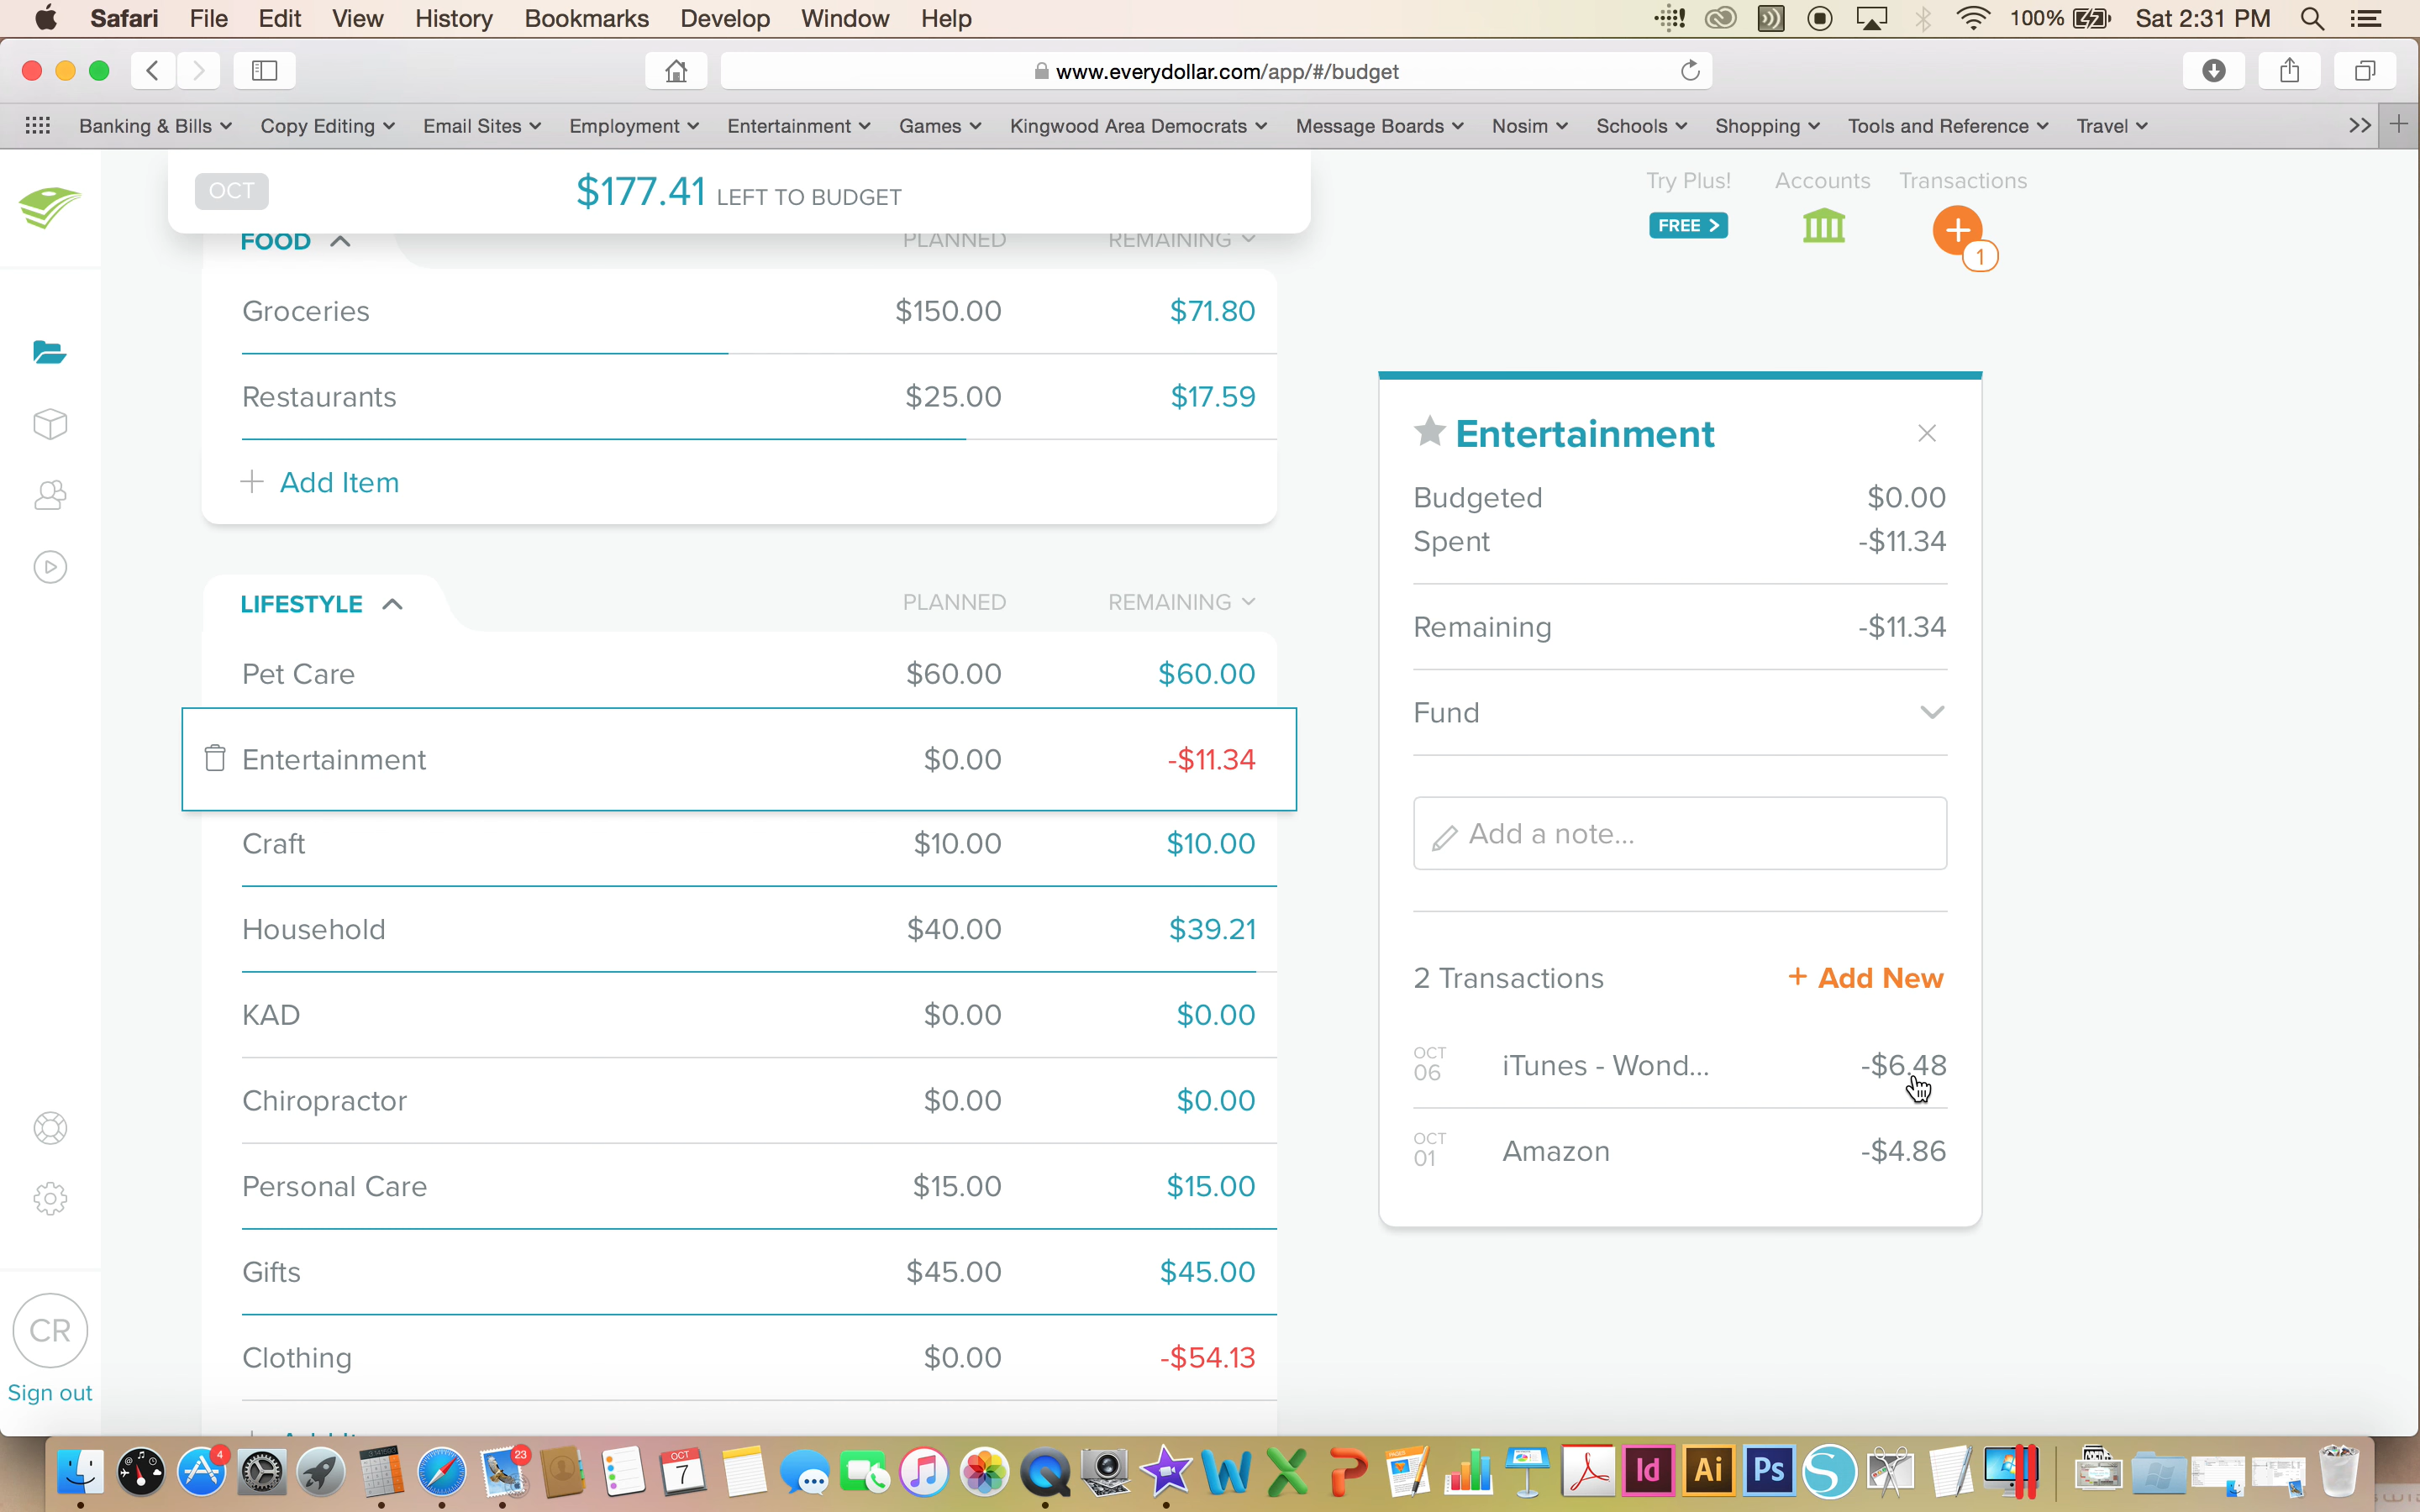 Safari File Edit View History Bookmarks Develop Window Help 100% Sat 2:31 PM
www.everydollar.com/app/#/budget
Banking & Bills Copy Editing Email Sites Employment Entertainment Games Kingwood Area Democrats Message Boards Nosim Schools Shopping Tools and Reference Travel
OCT $177.41 LEFT TO BUDGET
Try Plus! Accounts Transactions
FREE >
1
FOOD PLANNED REMAINING
Groceries $150.00 $71.80
Restaurants $25.00 $17.59
+ Add Item
LIFESTYLE PLANNED REMAINING
Pet Care $60.00 $60.00
Entertainment $0.00 -$11.34
Craft $10.00 $10.00
Household $40.00 $39.21
KAD $0.00 $0.00
Chiropractor $0.00 $0.00
Personal Care $15.00 $15.00
Gifts $45.00 $45.00
Clothing $0.00 -$54.13
Entertainment
Budgeted $0.00
Spent -$11.34
Remaining -$11.34
Fund
Add a note...
2 Transactions + Add New
OCT 06 iTunes - Wond... -$6.48
OCT 01 Amazon -$4.86
CR
Sign out
4
23
OCT
7
Id
Ai
Ps